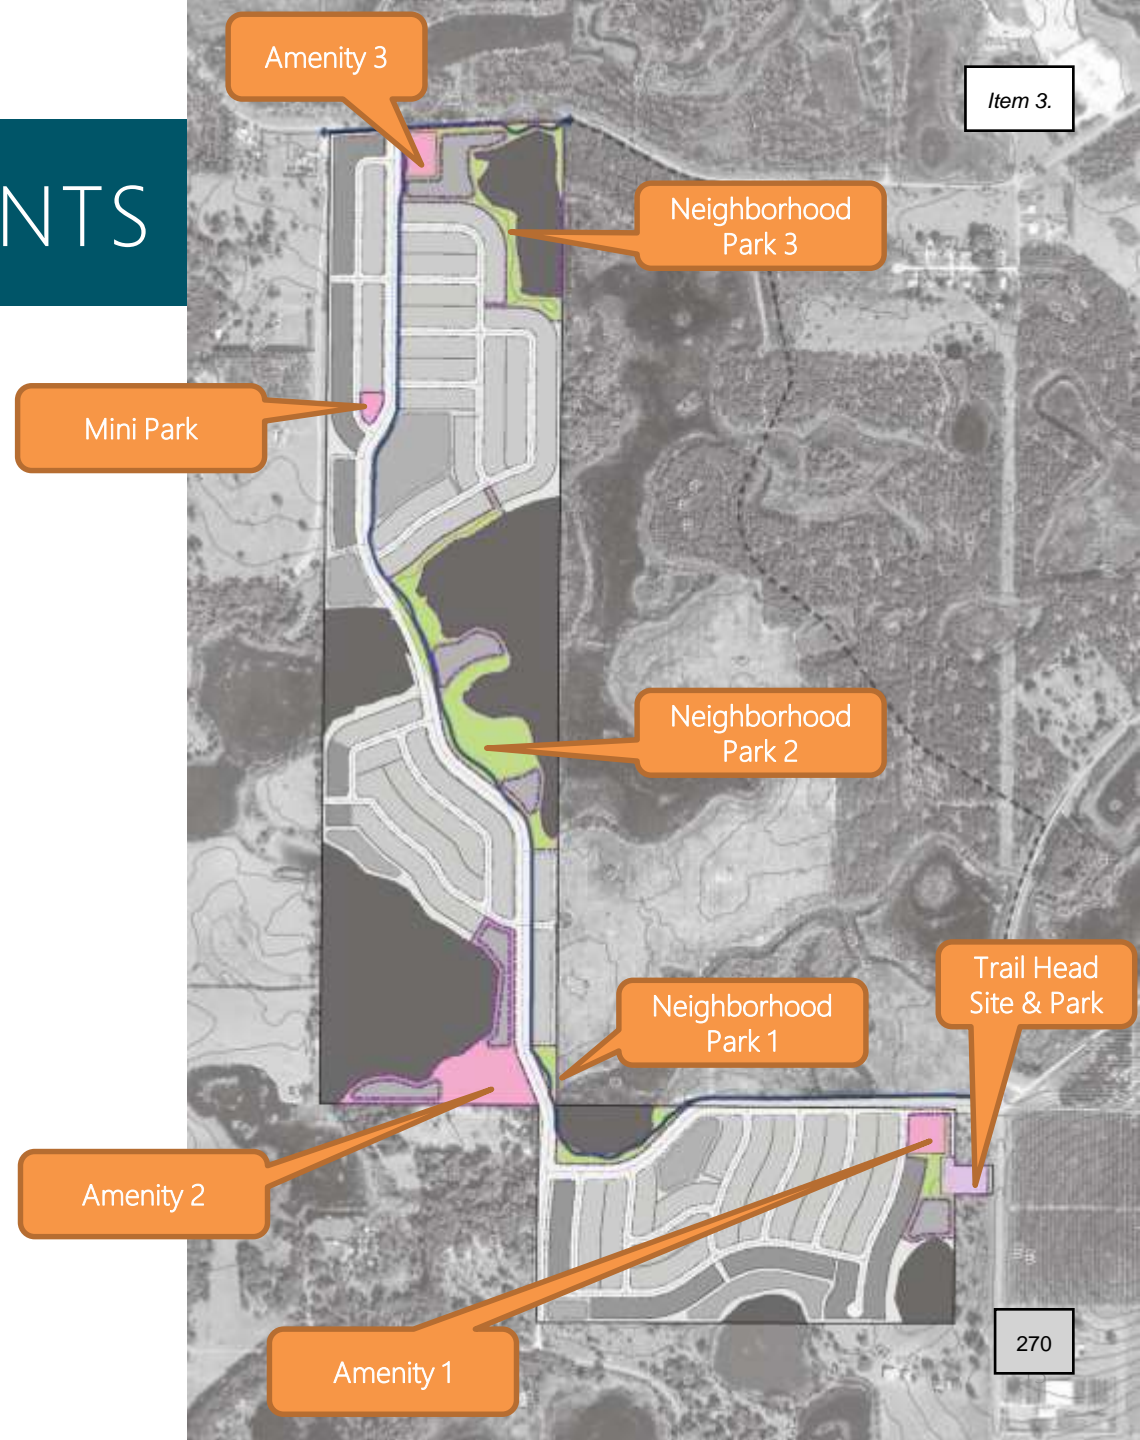 Amenity 3
Item 3.
NTS
Neighborhood
Park 3
Mini Park
Neighborhood
Park 2
Trail Head
Site & Park
Neighborhood
Park 1
Amenity 2
Amenity 1
270